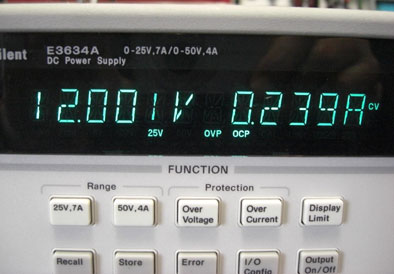 ilent E3634A 0-25V,7A/0-50V,4A
DC Power Supply
12.001V 0.239A CV
25V OVP OCP
FUNCTION
Range Protection
25V,7A 50V,4A Over Voltage Over Current Display Limit
Recall Store Error I/O Config Output On/Off